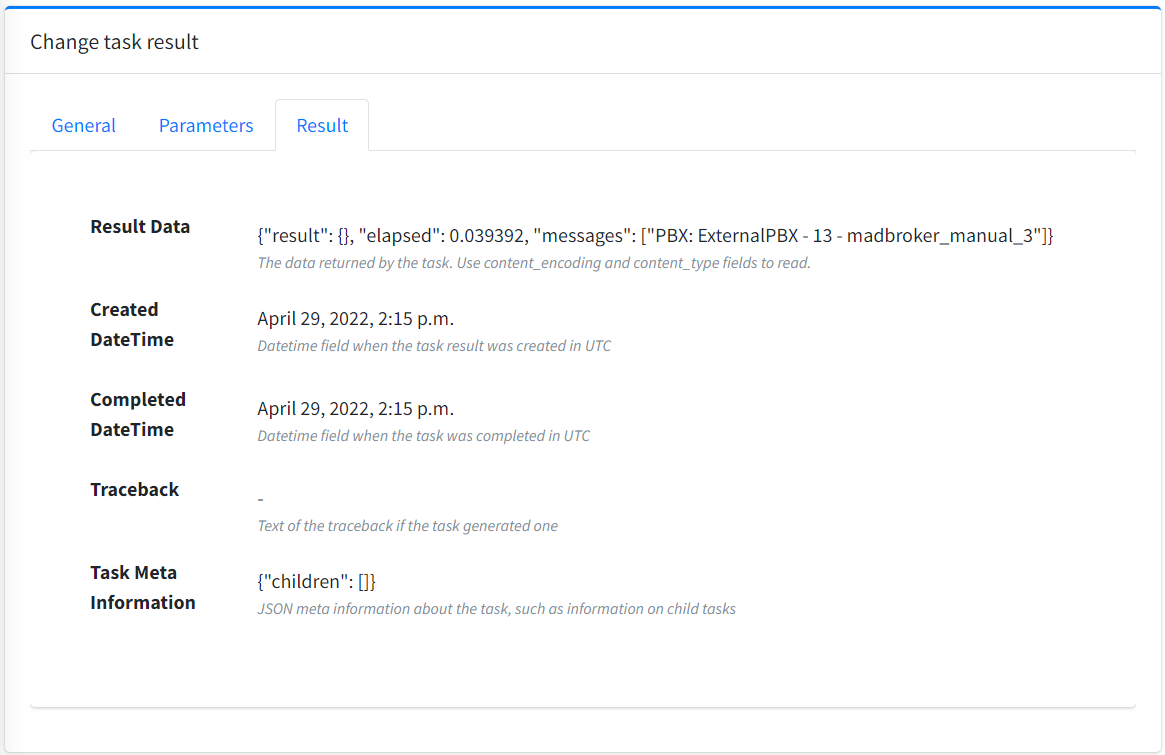 Change task result
General Parameters Result
Result Data
{"result": {}, "elapsed": 0.039392, "messages": ["PBX: ExternalPBX - 13 - madbroker_manual_3"]}
The data returned by the task. Use content_encoding and content_type fields to read.
Created
DateTime
April 29, 2022, 2:15 p.m.
Datetime field when the task result was created in UTC
Completed
DateTime
April 29, 2022, 2:15 p.m.
Datetime field when the task was completed in UTC
Traceback
-
Text of the traceback if the task generated one
Task Meta
Information
{"children": []}
JSON meta information about the task, such as information on child tasks